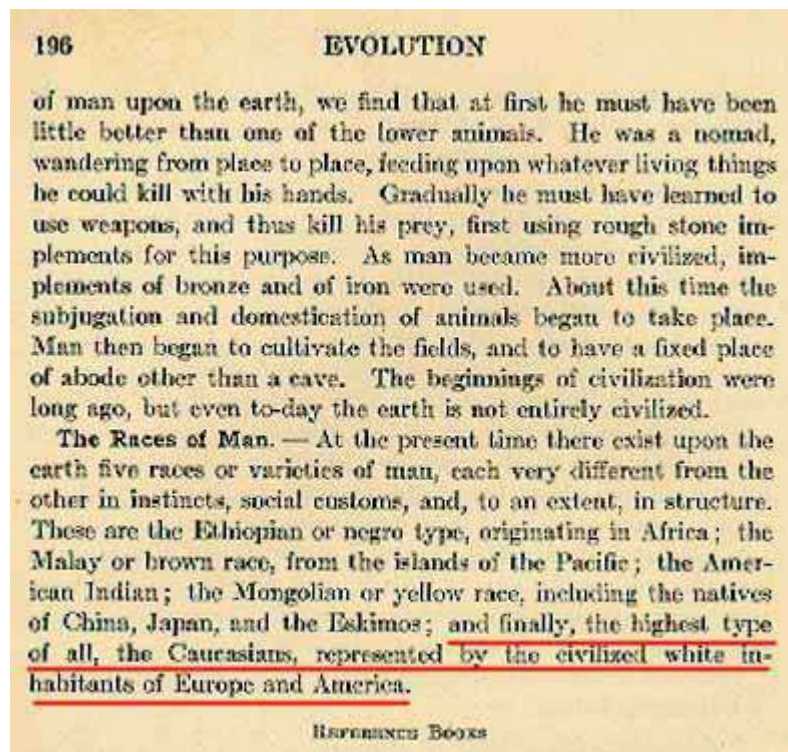 196 EVOLUTION
of man upon the earth, we find that at first he must have been
little better than one of the lower animals. He was a nomad,
wandering from place to place, feeding upon whatever living things
he could kill with his hands. Gradually he must have learned to
use weapons, and thus kill his prey, first using rough stone im-
plements for this purpose. As man became more civilized, im-
plements of bronze and of iron were used. About this time the
subjugation and domestication of animals began to take place.
Man then began to cultivate the fields, and to have a fixed place
of abode other than a cave. The beginnings of civilization were
long ago, but even to-day the earth is not entirely civilized.
The Races of Man. — At the present time there exist upon the
earth five races or varieties of man, each very different from the
other in instincts, social customs, and, to an extent, in structure.
These are the Ethiopian or negro type, originating in Africa; the
Malay or brown race, from the islands of the Pacific; the Amer-
ican Indian; the Mongolian or yellow race, including the natives
of China, Japan, and the Eskimos; and finally, the highest type
of all, the Caucasians, represented by the civilized white in-
habitants of Europe and America.
REFERENCE BOOKS